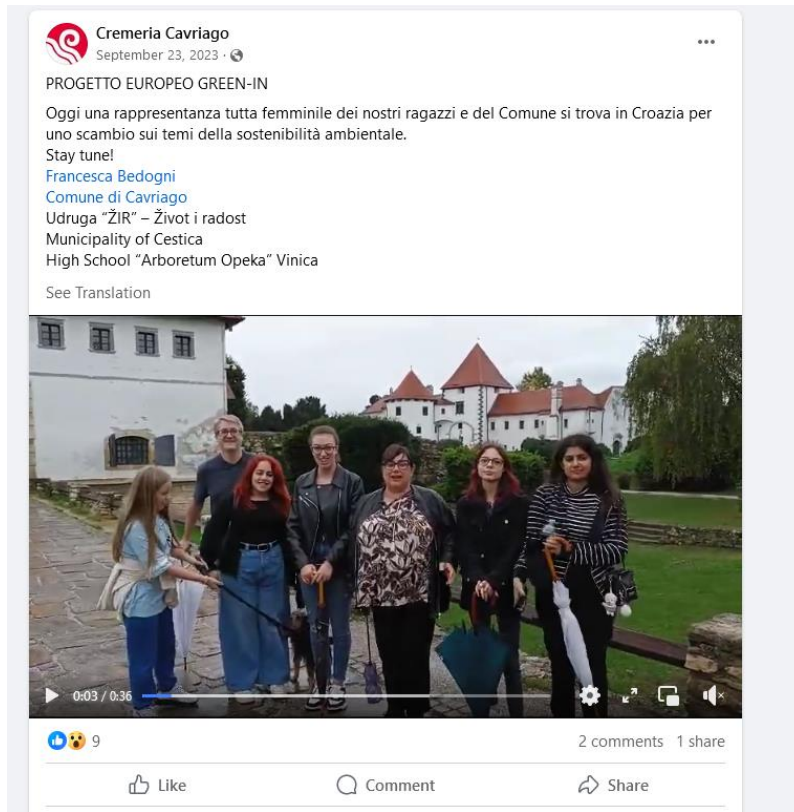 Cremeria Cavriago
September 23, 2023 ·
PROGETTO EUROPEO GREEN-IN
Oggi una rappresentanza tutta femminile dei nostri ragazzi e del Comune si trova in Croazia per
uno scambio sui temi della sostenibilità ambientale.
Stay tune!
Francesca Bedogni
Comune di Cavriago
Udruga “ŽIR” – Život i radost
Municipality of Cestica
High School “Arboretum Opeka” Vinica
See Translation
0:03 / 0:36
9
2 comments 1 share
Like Comment Share